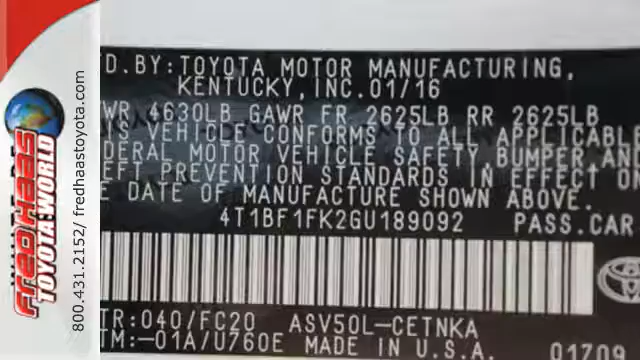 D.BY:TOYOTA MOTOR MANUFACTURING,
KENTUCKY, INC.01/16
WR 4630LB GAWR FR 2625LB RR 2625LB
IS VEHICLE CONFORMS TO ALL APPLICABLE
DERAL MOTOR VEHICLE SAFETY BUMPER AND
EFT PREVENTION STANDARDS IN EFFECT ON
E DATE OF MANUFACTURE SHOWN ABOVE.
4T1BF1FK2GU189092 PASS.CAR
TR:040/FC20 ASV50L-CETNKA
TM:-01A/U760E MADE IN U.S.A. 01709
FRED HAAS
TOYOTA WORLD
800.431.2152/ fredhaastoyota.com